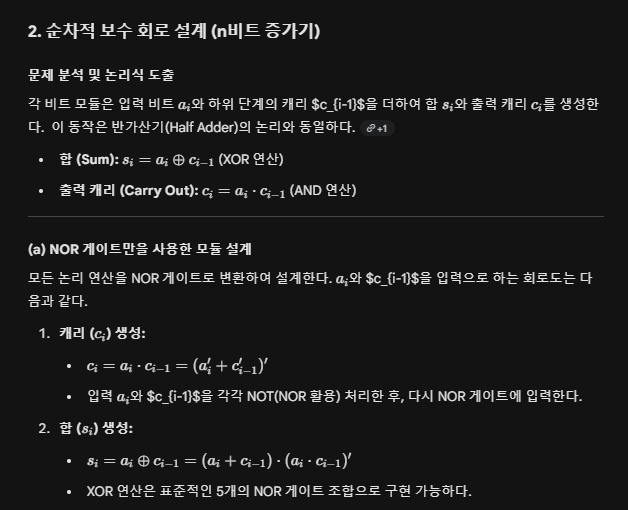 2. 순차적 보수 회로 설계 (n비트 증가기)
문제 분석 및 논리식 도출
각 비트 모듈은 입력 비트 aᵢ와 하위 단계의 캐리 $c_{i-1}$을 더하여 합 sᵢ와 출력 캐리 cᵢ를 생성한
다. 이 동작은 반가산기(Half Adder)의 논리와 동일하다. +1
• 합 (Sum): sᵢ = aᵢ ⊕ cᵢ₋₁ (XOR 연산)
• 출력 캐리 (Carry Out): cᵢ = aᵢ · cᵢ₋₁ (AND 연산)
(a) NOR 게이트만을 사용한 모듈 설계
모든 논리 연산을 NOR 게이트로 변환하여 설계한다. aᵢ와 $c_{i-1}$을 입력으로 하는 회로도는 다
음과 같다.
1. 캐리 (cᵢ) 생성:
• cᵢ = aᵢ · cᵢ₋₁ = (a′ᵢ + c′ᵢ₋₁)′
• 입력 aᵢ와 $c_{i-1}$을 각각 NOT(NOR 활용) 처리한 후, 다시 NOR 게이트에 입력한다.
2. 합 (sᵢ) 생성:
• sᵢ = aᵢ ⊕ cᵢ₋₁ = (aᵢ + cᵢ₋₁) · (aᵢ · cᵢ₋₁)′
• XOR 연산은 표준적인 5개의 NOR 게이트 조합으로 구현 가능하다.